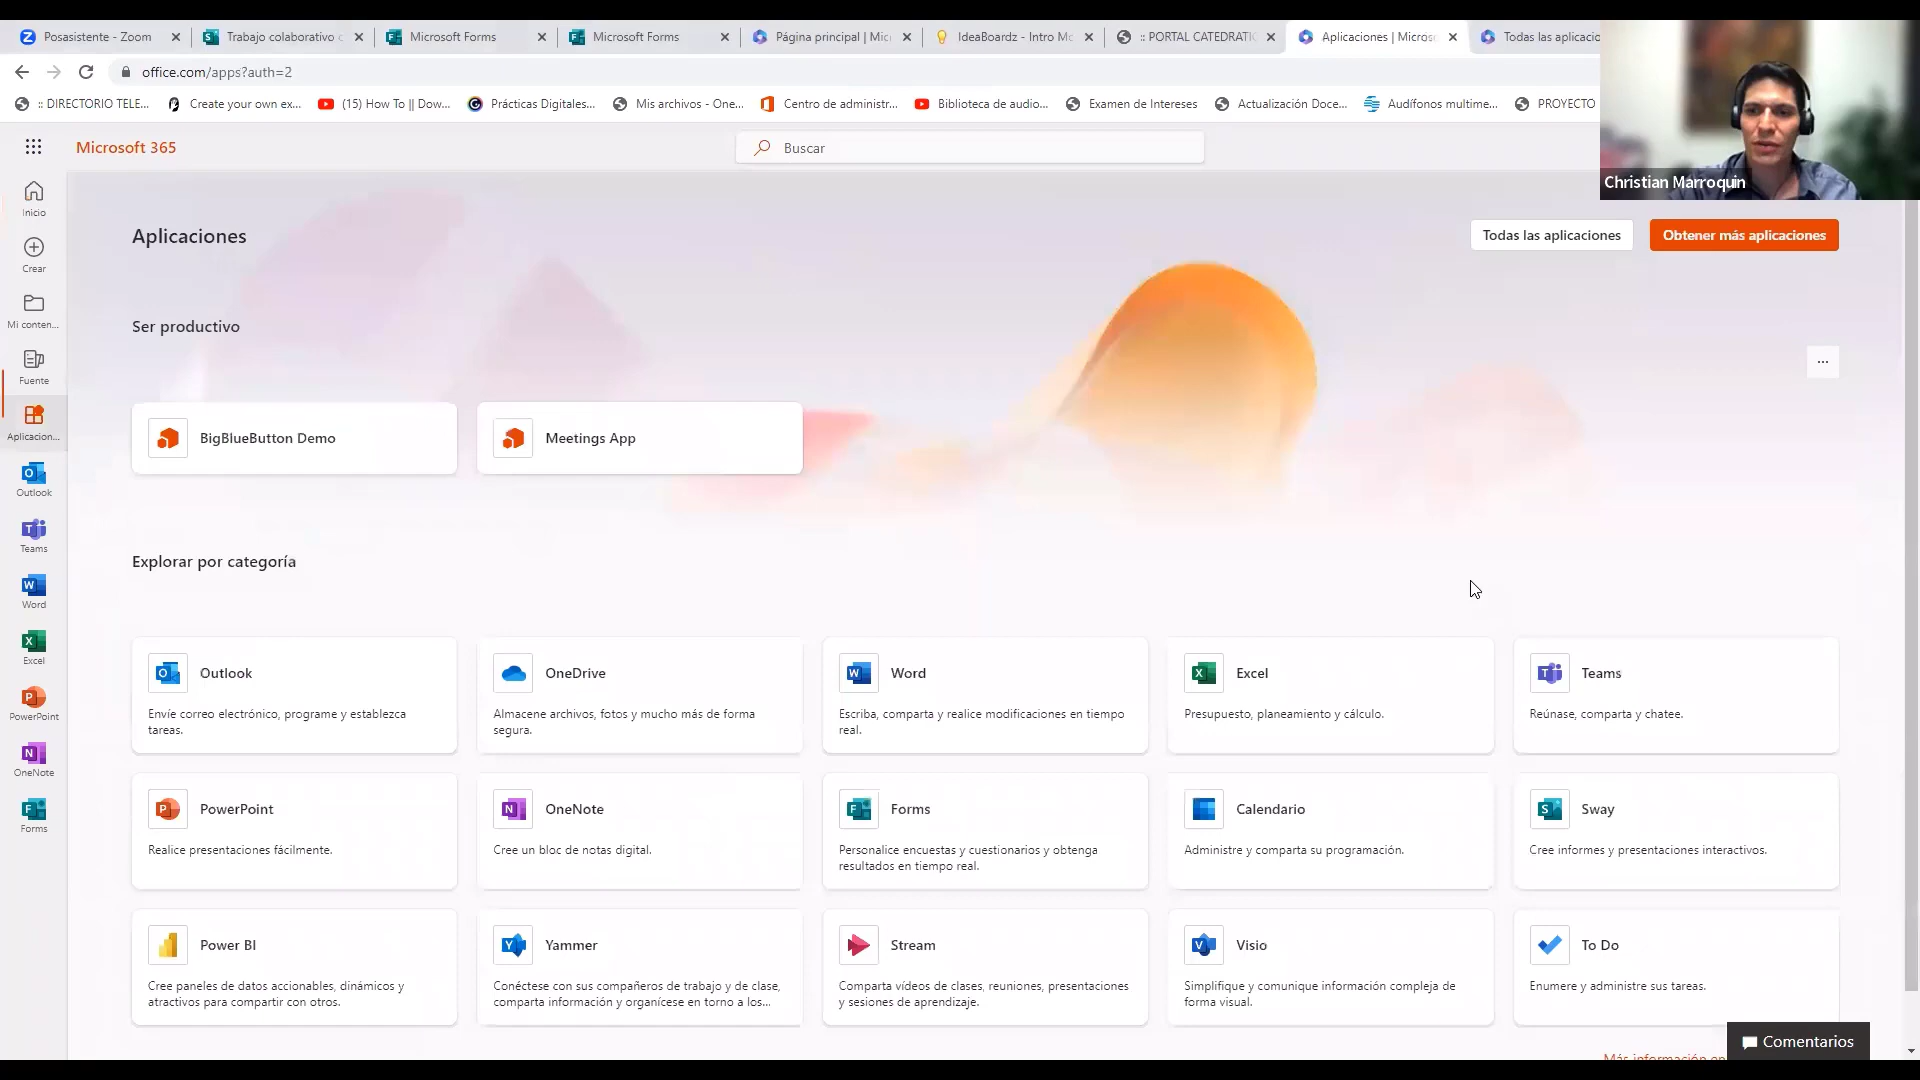 Posasistente - Zoom
Trabajo colaborativo c
Microsoft Forms
Microsoft Forms
Página principal | Mic
IdeaBoardz - Intro Mo
:: PORTAL CATEDRATIC
Aplicaciones | Micros
Todas las aplicacio
office.com/apps?auth=2
:: DIRECTORIO TELE...
Create your own ex...
(15) How To || Dow...
Prácticas Digitales...
Mis archivos - One...
Centro de administr...
Biblioteca de audio...
Examen de Intereses
Actualización Doce...
Audífonos multime...
PROYECTO
Christian Marroquin
Microsoft 365
Buscar
Inicio
Crear
Mi conten...
Fuente
Aplicacion...
Outlook
Teams
Word
Excel
PowerPoint
OneNote
Forms
Aplicaciones
Todas las aplicaciones
Obtener más aplicaciones
Ser productivo
...
BigBlueButton Demo
Meetings App
Explorar por categoría
Outlook
Envíe correo electrónico, programe y establezca
tareas.
OneDrive
Almacene archivos, fotos y mucho más de forma
segura.
Word
Escriba, comparta y realice modificaciones en tiempo
real.
Excel
Presupuesto, planeamiento y cálculo.
Teams
Reúnase, comparta y chatee.
PowerPoint
Realice presentaciones fácilmente.
OneNote
Cree un bloc de notas digital.
Forms
Personalice encuestas y cuestionarios y obtenga
resultados en tiempo real.
Calendario
Administre y comparta su programación.
Sway
Cree informes y presentaciones interactivos.
Power BI
Cree paneles de datos accionables, dinámicos y
atractivos para compartir con otros.
Yammer
Conéctese con sus compañeros de trabajo y de clase,
comparta información y organícese en torno a los...
Stream
Comparta vídeos de clases, reuniones, presentaciones
y sesiones de aprendizaje.
Visio
Simplifique y comunique información compleja de
forma visual.
To Do
Enumere y administre sus tareas.
Más información en
Comentarios